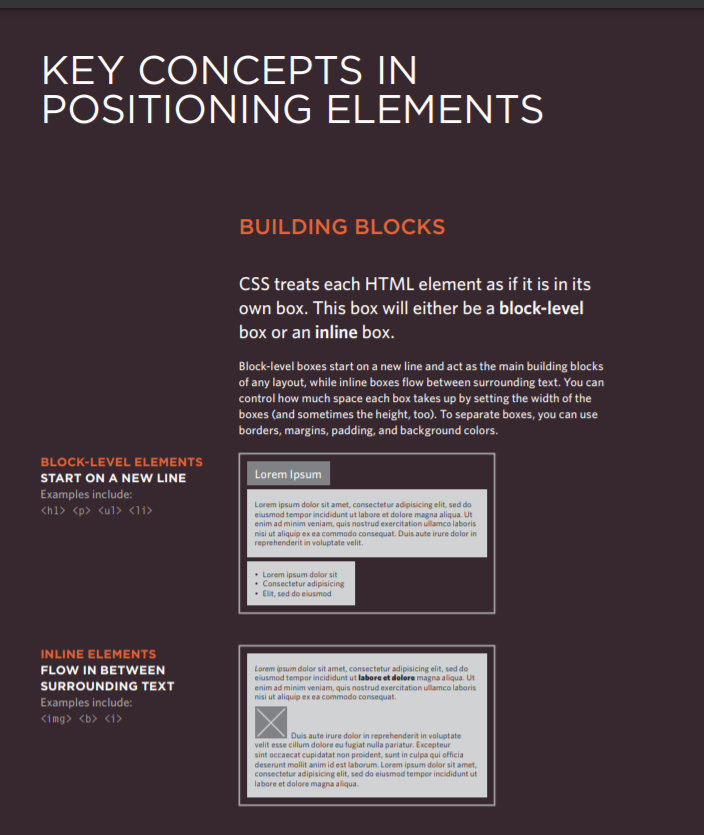 KEY CONCEPTS IN
POSITIONING ELEMENTS
BUILDING BLOCKS
CSS treats each HTML element as if it is in its
own box. This box will either be a block-level
box or an inline box.
Block-level boxes start on a new line and act as the main building blocks
of any layout, while inline boxes flow between surrounding text. You can
control how much space each box takes up by setting the width of the
boxes (and sometimes the height, too). To separate boxes, you can use
borders, margins, padding, and background colors.
BLOCK-LEVEL ELEMENTS
START ON A NEW LINE
Examples include:
<h1> <p> <ul> <li>
Lorem Ipsum
Lorem ipsum dolor sit amet, consectetur adipisicing elit, sed do
eiusmod tempor incididunt ut labore et dolore magna aliqua. Ut
enim ad minim veniam, quis nostrud exercitation ullamco laboris
nisi ut aliquip ex ea commodo consequat. Duis aute irure dolor in
reprehenderit in voluptate velit.
• Lorem ipsum dolor sit
• Consectetur adipisicing
• Elit, sed do eiusmod
INLINE ELEMENTS
FLOW IN BETWEEN
SURROUNDING TEXT
Examples include:
<img> <b> <i>
Lorem ipsum dolor sit amet, consectetur adipisicing elit, sed do
eiusmod tempor incididunt ut labore et dolore magna aliqua. Ut
enim ad minim veniam, quis nostrud exercitation ullamco laboris
nisi ut aliquip ex ea commodo consequat.
Duis aute irure dolor in reprehenderit in voluptate
velit esse cillum dolore eu fugiat nulla pariatur. Excepteur
sint occaecat cupidatat non proident, sunt in culpa qui officia
deserunt mollit anim id est laborum. Lorem ipsum dolor sit amet,
consectetur adipisicing elit, sed do eiusmod tempor incididunt ut
labore et dolore magna aliqua.